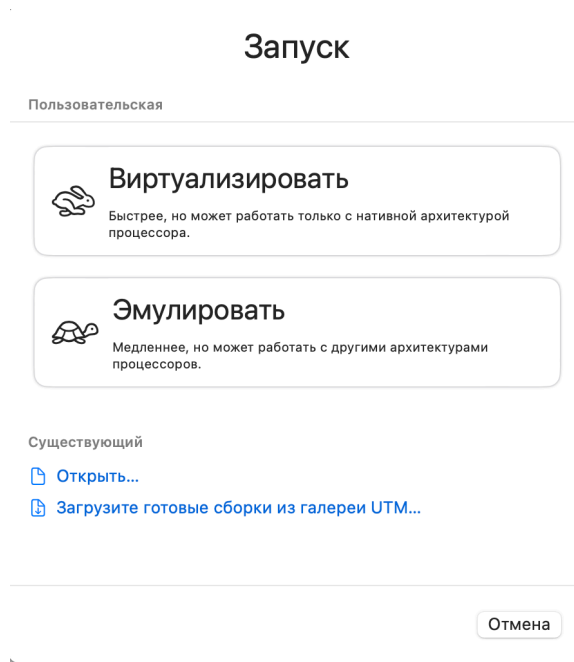 Запуск
Пользовательская
Виртуализировать
Быстрее, но может работать только с нативной архитектурой
процессора.
Эмулировать
Медленнее, но может работать с другими архитектурами
процессоров.
Существующий
Открыть...
Загрузите готовые сборки из галереи UTM...
Отмена